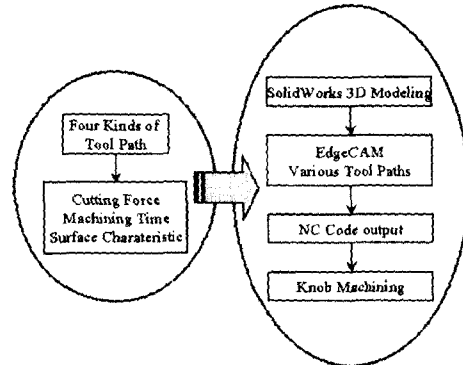 Four Kinds of
Tool Path
Cutting Force
Machining Time
Surface Charateristic
SolidWorks 3D Modeling
EdgeCAM
Various Tool Paths
NC Code output
Knob Machining